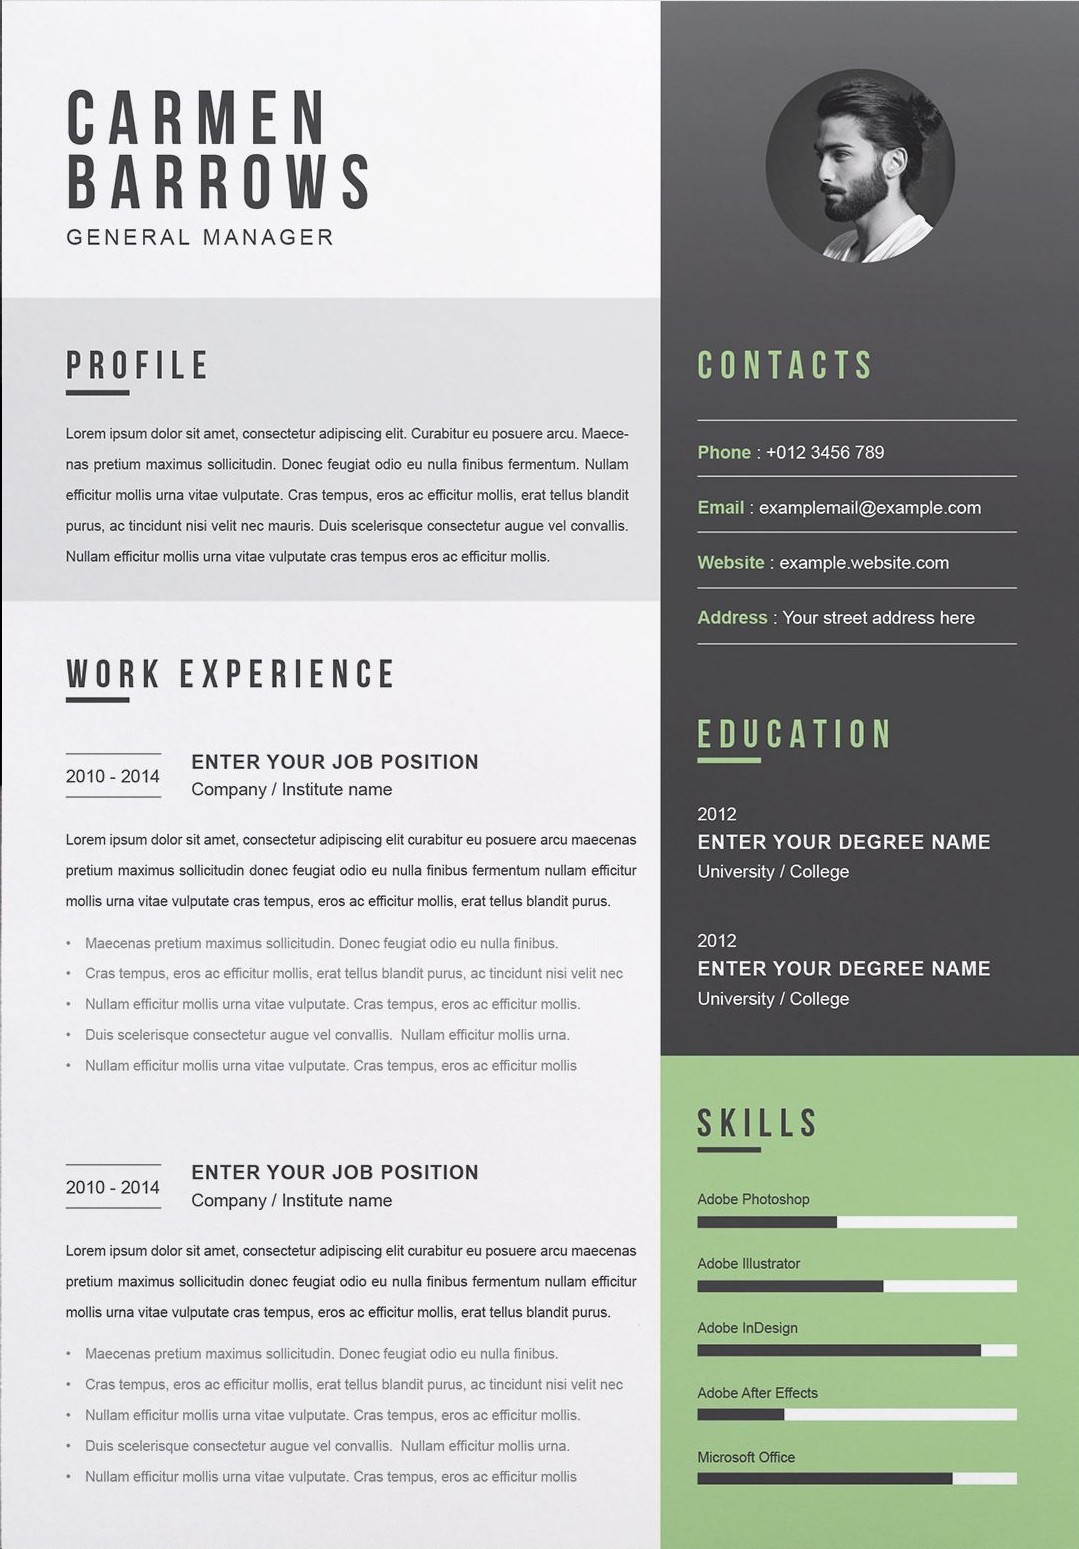 CARMEN
BARROWS
GENERAL MANAGER
PROFILE
Lorem ipsum dolor sit amet, consectetur adipiscing elit. Curabitur eu posuere arcu. Maece-
nas pretium maximus sollicitudin. Donec feugiat odio eu nulla finibus fermentum. Nullam
efficitur mollis urna vitae vulputate. Cras tempus, eros ac efficitur mollis, erat tellus blandit
purus, ac tincidunt nisi velit nec mauris. Duis scelerisque consectetur augue vel convallis.
Nullam efficitur mollis urna vitae vulputate cras tempus eros ac efficitur mollis.
WORK EXPERIENCE
2010 - 2014
ENTER YOUR JOB POSITION
Company / Institute name
Lorem ipsum dolor sit amet, consectetur adipiscing elit curabitur eu posuere arcu maecenas
pretium maximus sollicitudin donec feugiat odio eu nulla finibus fermentum nullam efficitur
mollis urna vitae vulputate cras tempus, eros ac efficitur mollis, erat tellus blandit purus.
• Maecenas pretium maximus sollicitudin. Donec feugiat odio eu nulla finibus.
• Cras tempus, eros ac efficitur mollis, erat tellus blandit purus, ac tincidunt nisi velit nec
• Nullam efficitur mollis urna vitae vulputate. Cras tempus, eros ac efficitur mollis.
• Duis scelerisque consectetur augue vel convallis. Nullam efficitur mollis urna.
• Nullam efficitur mollis urna vitae vulputate. Cras tempus, eros ac efficitur mollis
2010 - 2014
ENTER YOUR JOB POSITION
Company / Institute name
Lorem ipsum dolor sit amet, consectetur adipiscing elit curabitur eu posuere arcu maecenas
pretium maximus sollicitudin donec feugiat odio eu nulla finibus fermentum nullam efficitur
mollis urna vitae vulputate cras tempus, eros ac efficitur mollis, erat tellus blandit purus.
• Maecenas pretium maximus sollicitudin. Donec feugiat odio eu nulla finibus.
• Cras tempus, eros ac efficitur mollis, erat tellus blandit purus, ac tincidunt nisi velit nec
• Nullam efficitur mollis urna vitae vulputate. Cras tempus, eros ac efficitur mollis.
• Duis scelerisque consectetur augue vel convallis. Nullam efficitur mollis urna.
• Nullam efficitur mollis urna vitae vulputate. Cras tempus, eros ac efficitur mollis
CONTACTS
Phone : +012 3456 789
Email : examplemail@example.com
Website : example.website.com
Address : Your street address here
EDUCATION
2012
ENTER YOUR DEGREE NAME
University / College
2012
ENTER YOUR DEGREE NAME
University / College
SKILLS
Adobe Photoshop
Adobe Illustrator
Adobe InDesign
Adobe After Effects
Microsoft Office